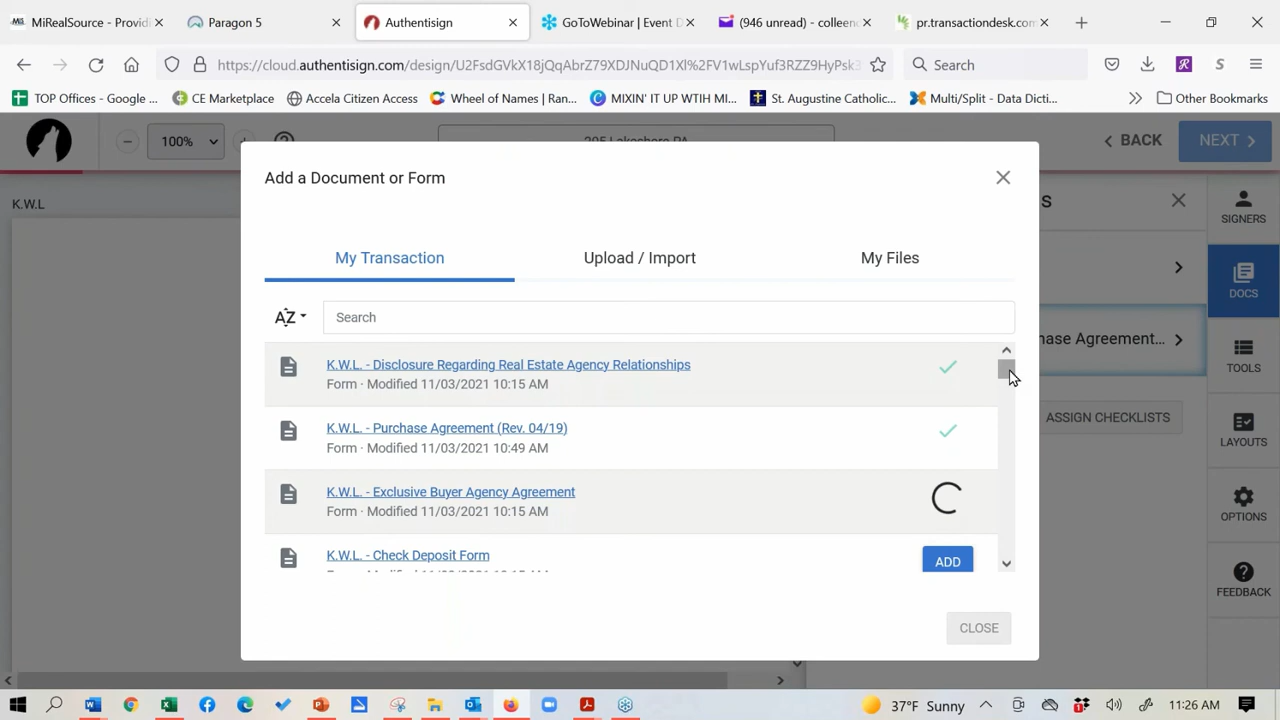 MiRealSource - Providi
Paragon 5
Authentisign
GoToWebinar | Event D
(946 unread) - colleenc
pr.transactiondesk.com
https://cloud.authentisign.com/design/U2FsdGVkX18jQqAbrZ79XDJNuQD1Xl%2FV1wLspYuf3RZZ9HyPsk3
Search
TOP Offices - Google ...
CE Marketplace
Accela Citizen Access
Wheel of Names | Ran...
MIXIN' IT UP WTIH MI...
St. Augustine Catholic...
Multi/Split - Data Dicti...
Other Bookmarks
100%
205 Lakeshore PA
BACK
NEXT
K.W.L
Add a Document or Form
S
SIGNERS
My Transaction
Upload / Import
My Files
DOCS
AZ
Search
K.W.L. - Disclosure Regarding Real Estate Agency Relationships
Form · Modified 11/03/2021 10:15 AM
hase Agreement...
TOOLS
K.W.L. - Purchase Agreement (Rev. 04/19)
Form · Modified 11/03/2021 10:49 AM
ASSIGN CHECKLISTS
LAYOUTS
K.W.L. - Exclusive Buyer Agency Agreement
Form · Modified 11/03/2021 10:15 AM
OPTIONS
K.W.L. - Check Deposit Form
ADD
FEEDBACK
CLOSE
37°F Sunny
11:26 AM